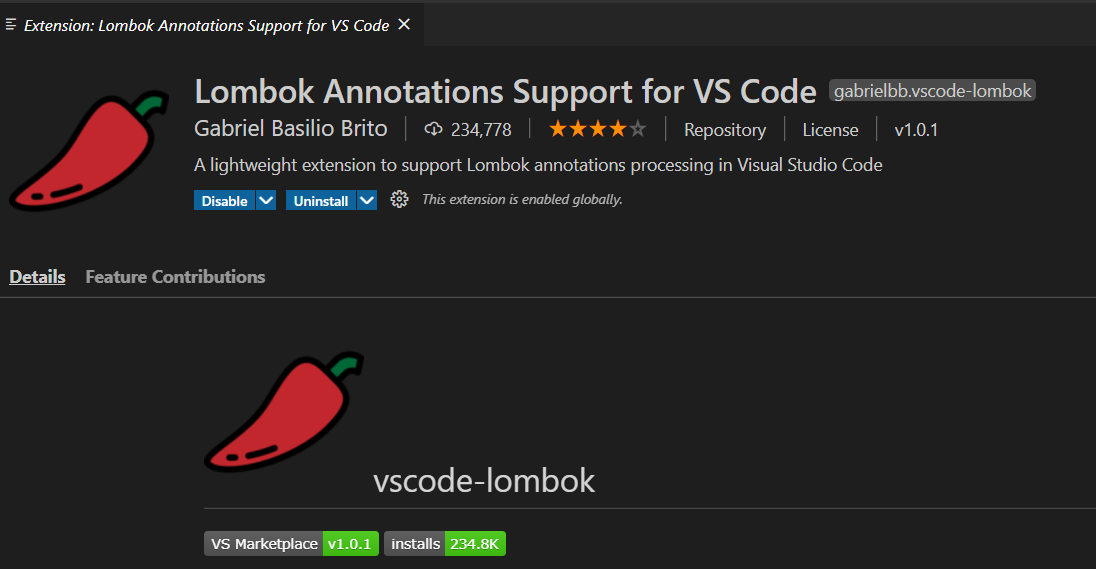 Extension: Lombok Annotations Support for VS Code
Lombok Annotations Support for VS Code gabrielbb.vscode-lombok
Gabriel Basilio Brito 234,778 Repository License v1.0.1
A lightweight extension to support Lombok annotations processing in Visual Studio Code
Disable Uninstall This extension is enabled globally.
Details Feature Contributions
vscode-lombok
VS Marketplace v1.0.1 installs 234.8K